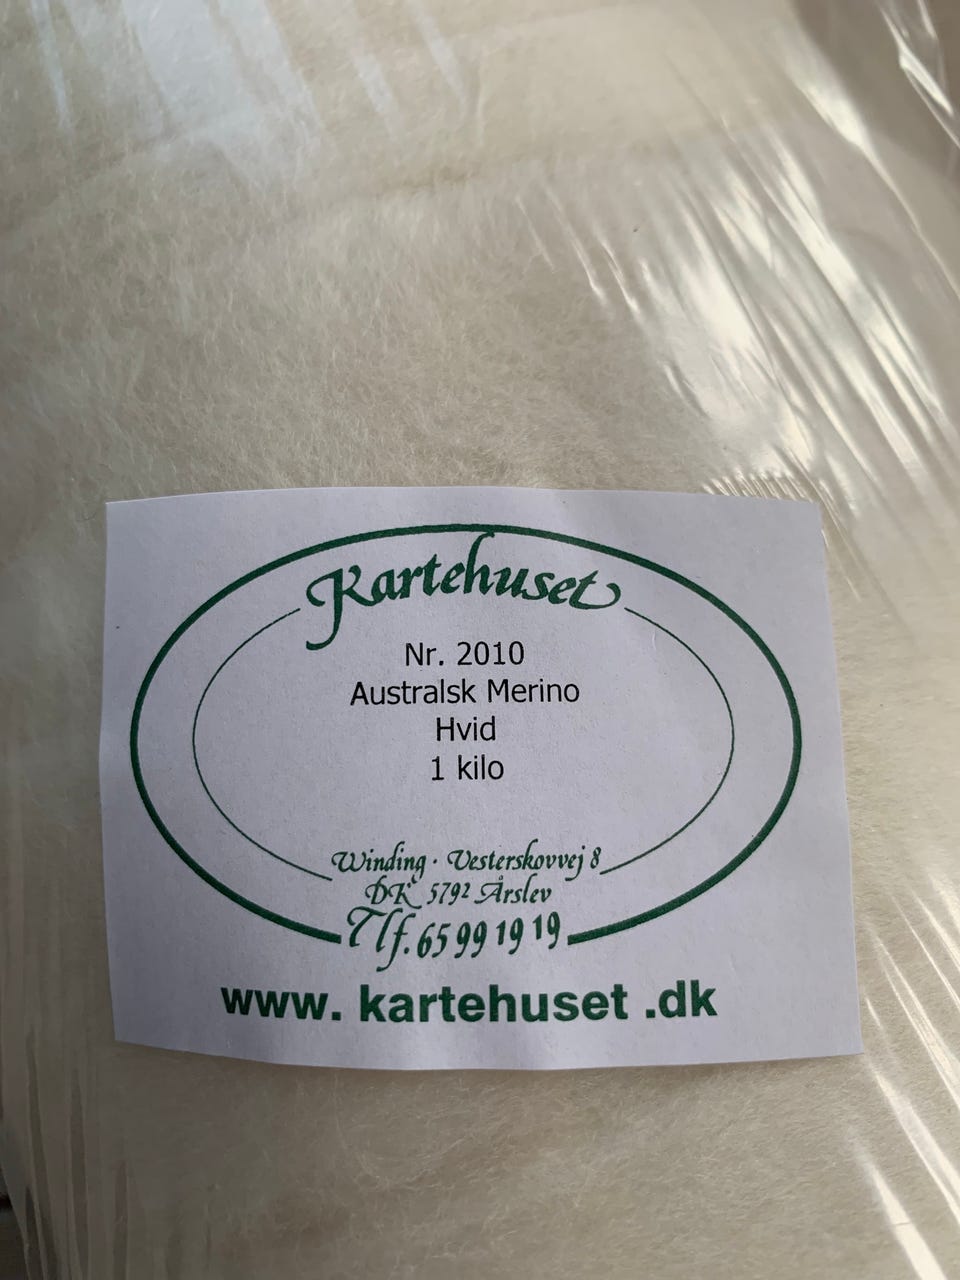 Kartehuset
Nr. 2010
Australsk Merino
Hvid
1 kilo
Winding · Vesterskovvej 8
DK 5792 Årslev
Tlf. 65 99 19 19
www. kartehuset .dk